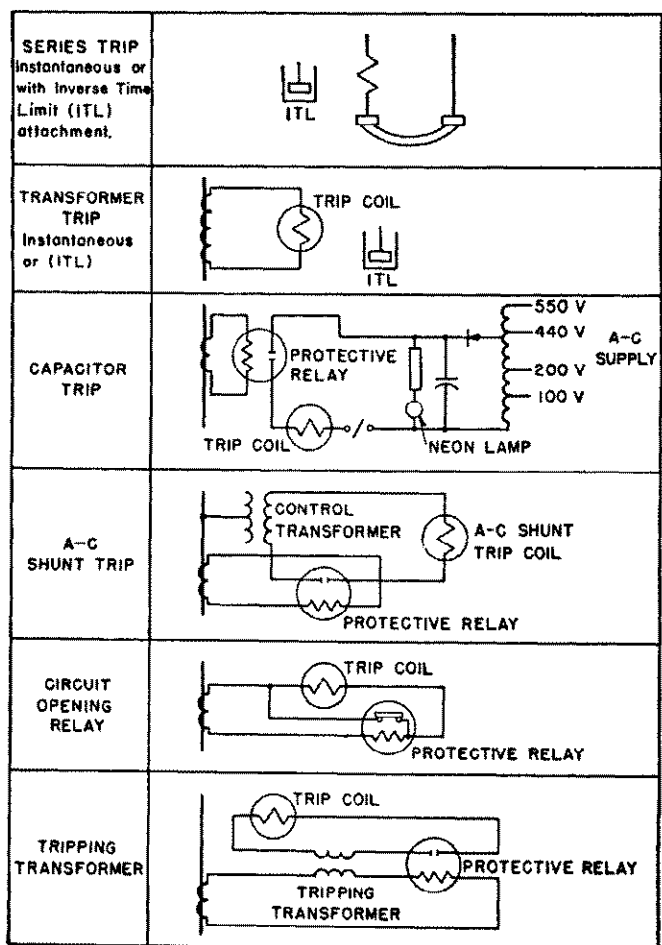 SERIES TRIP
Instantaneous or
with Inverse Time
Limit (ITL)
attachment.
ITL
TRANSFORMER
TRIP
Instantaneous
or (ITL)
TRIP COIL
ITL
CAPACITOR
TRIP
PROTECTIVE
RELAY
TRIP COIL
NEON LAMP
550 V
440 V
200 V
100 V
A-C
SUPPLY
A-C
SHUNT TRIP
CONTROL
TRANSFORMER
A-C SHUNT
TRIP COIL
PROTECTIVE RELAY
CIRCUIT
OPENING
RELAY
TRIP COIL
PROTECTIVE RELAY
TRIPPING
TRANSFORMER
TRIP COIL
PROTECTIVE RELAY
TRIPPING
TRANSFORMER